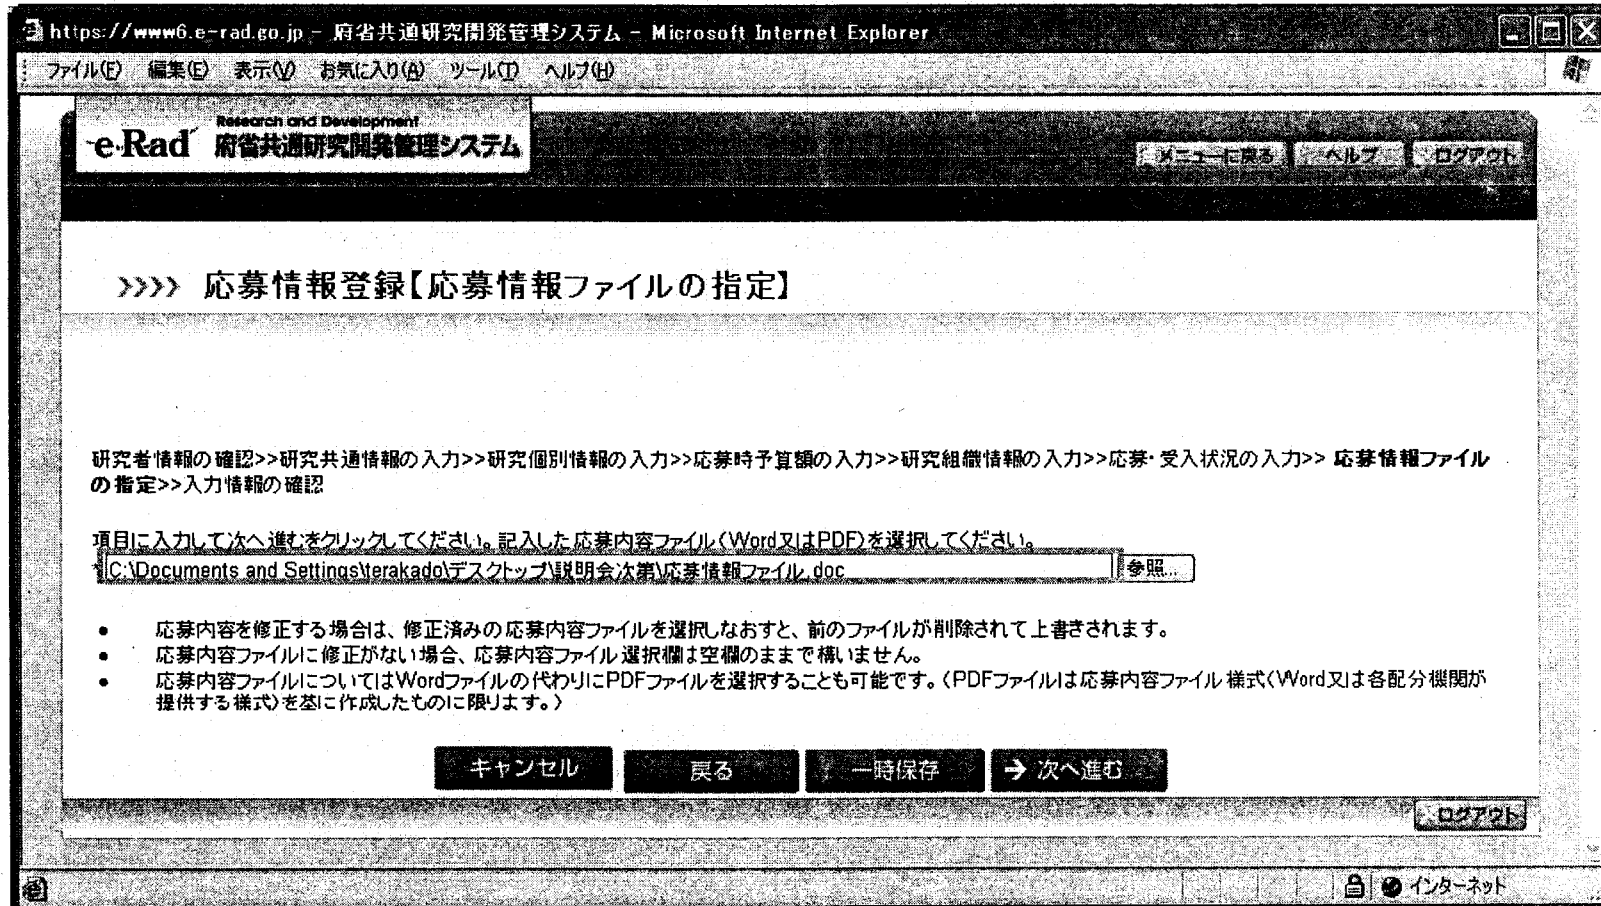 https://www6.e-rad.go.jp - 府省共通研究開発管理システム - Microsoft Internet Explorer
ファイル(F) 編集(E) 表示(V) お気に入り(A) ツール(T) ヘルプ(H)
Research and Development
e-Rad 府省共通研究開発管理システム
メニューに戻る ヘルプ ログアウト
>>>> 応募情報登録【応募情報ファイルの指定】
研究者情報の確認>>研究共通情報の入力>>研究個別情報の入力>>応募時予算額の入力>>研究組織情報の入力>>応募・受入状況の入力>> 応募情報ファイル
の指定>>入力情報の確認
項目に入力して次へ進むをクリックしてください。記入した応募内容ファイル(Word又はPDF)を選択してください。
C:\Documents and Settings\terakado\デスクトップ\説明会次第\応募情報ファイル.doc 参照...
• 応募内容を修正する場合は、修正済みの応募内容ファイルを選択しなおすと、前のファイルが削除されて上書きされます。
• 応募内容ファイルに修正がない場合、応募内容ファイル選択欄は空欄のままで構いません。
• 応募内容ファイルについてはWordファイルの代わりにPDFファイルを選択することも可能です。(PDFファイルは応募内容ファイル様式(Word又は各配分機関が
提供する様式)を基に作成したものに限ります。)
キャンセル 戻る 一時保存 → 次へ進む
ログアウト
インターネット